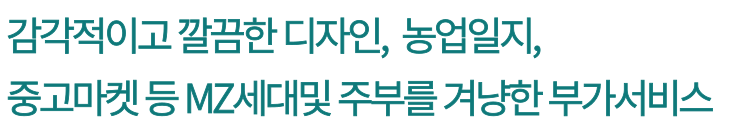 감각적이고 깔끔한 디자인, 농업일지,
중고마켓 등 MZ세대및 주부를 겨냥한 부가서비스